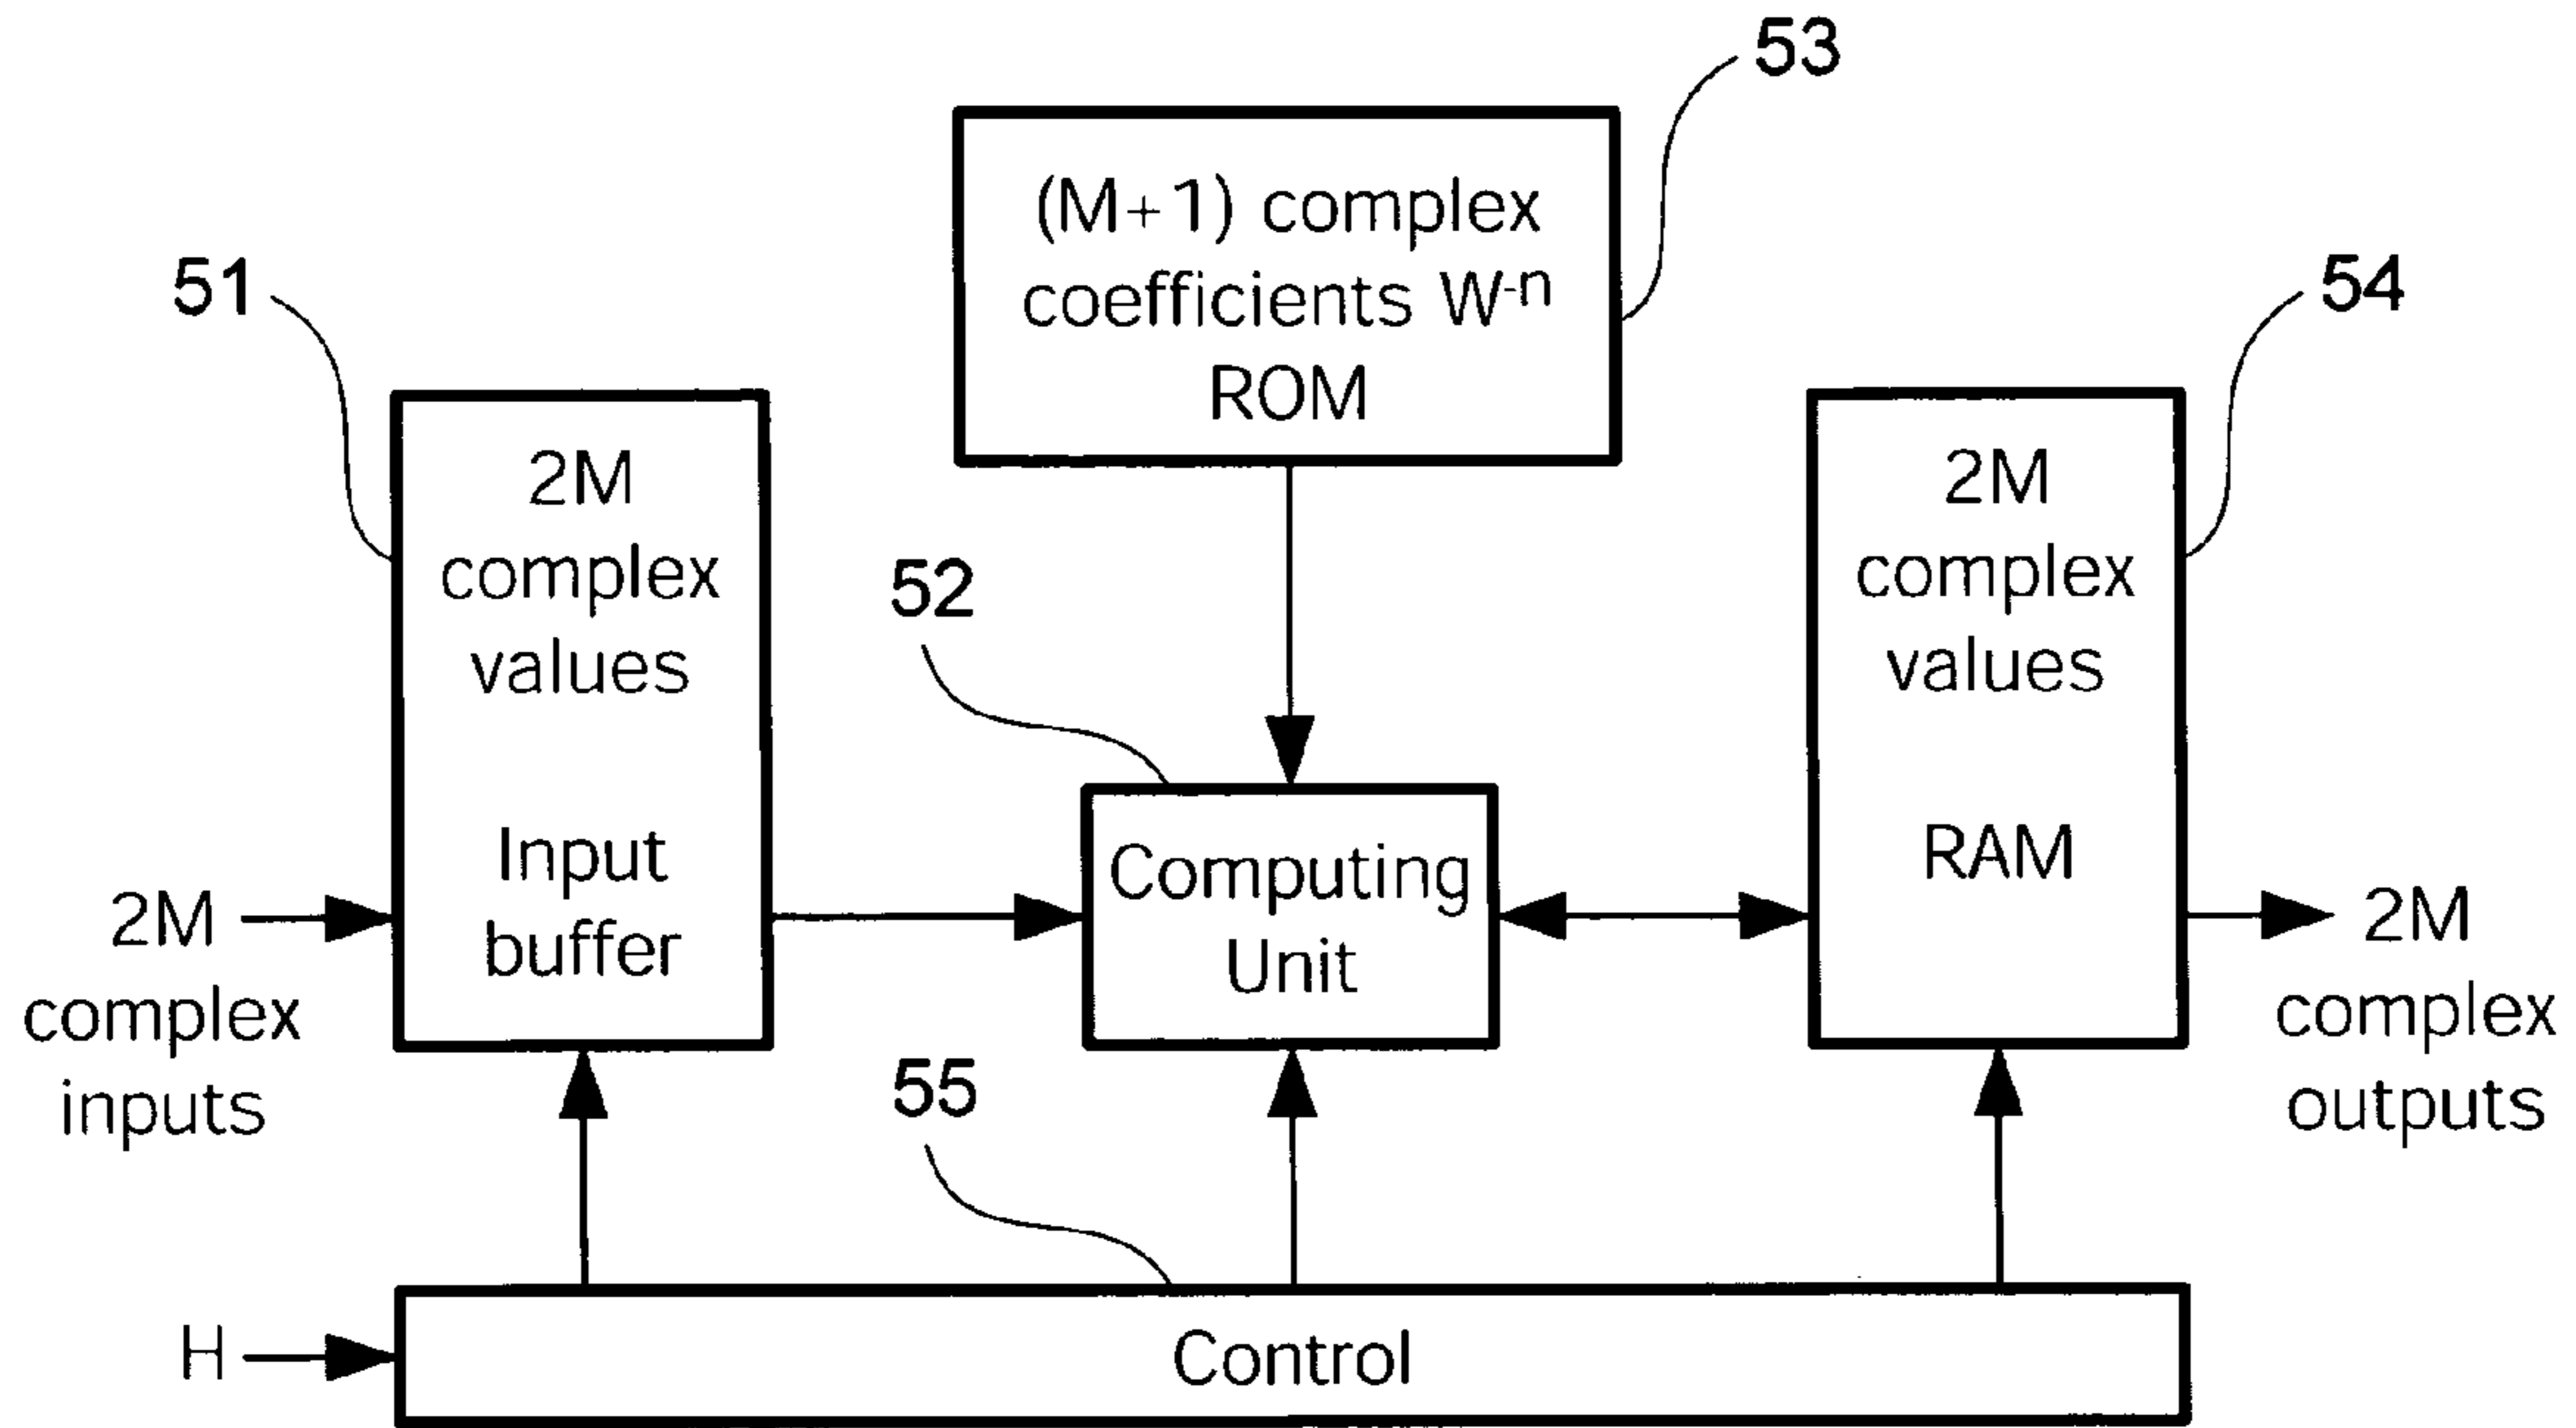 53
(M+1) complex
coefficients W-n
ROM
51
2M
complex
values
Input
buffer
54
2M
complex
values
RAM
52
Computing
Unit
2M
complex
inputs
2M
complex
outputs
55
H
Control